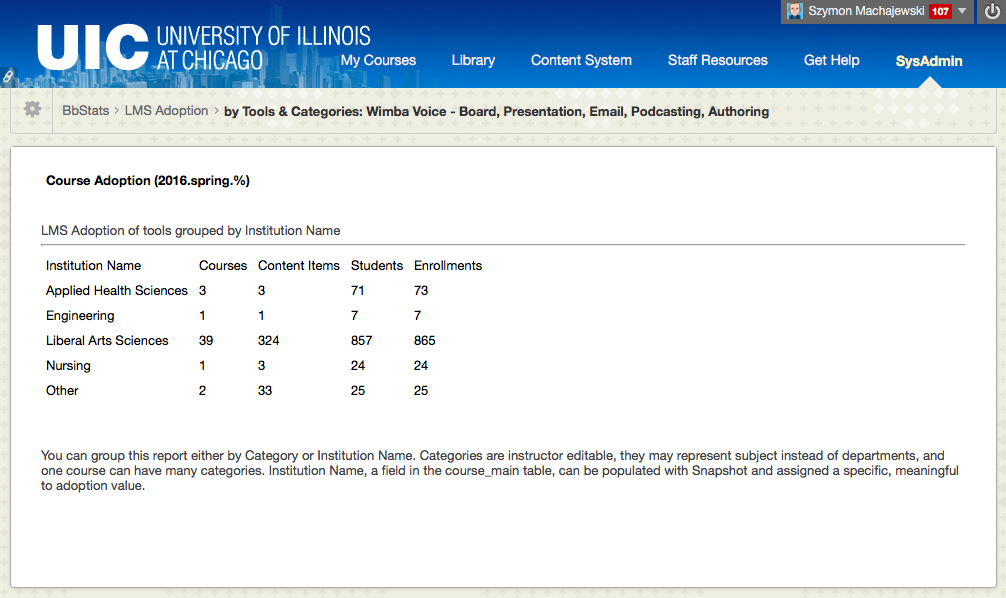 Szymon Machajewski 107
UIC UNIVERSITY OF ILLINOIS
AT CHICAGO
My Courses Library Content System Staff Resources Get Help SysAdmin
BbStats > LMS Adoption > by Tools & Categories: Wimba Voice - Board, Presentation, Email, Podcasting, Authoring
Course Adoption (2016.spring.%)
LMS Adoption of tools grouped by Institution Name
Institution Name Courses Content Items Students Enrollments
Applied Health Sciences 3 3 71 73
Engineering 1 1 7 7
Liberal Arts Sciences 39 324 857 865
Nursing 1 3 24 24
Other 2 33 25 25
You can group this report either by Category or Institution Name. Categories are instructor editable, they may represent subject instead of departments, and
one course can have many categories. Institution Name, a field in the course_main table, can be populated with Snapshot and assigned a specific, meaningful
to adoption value.